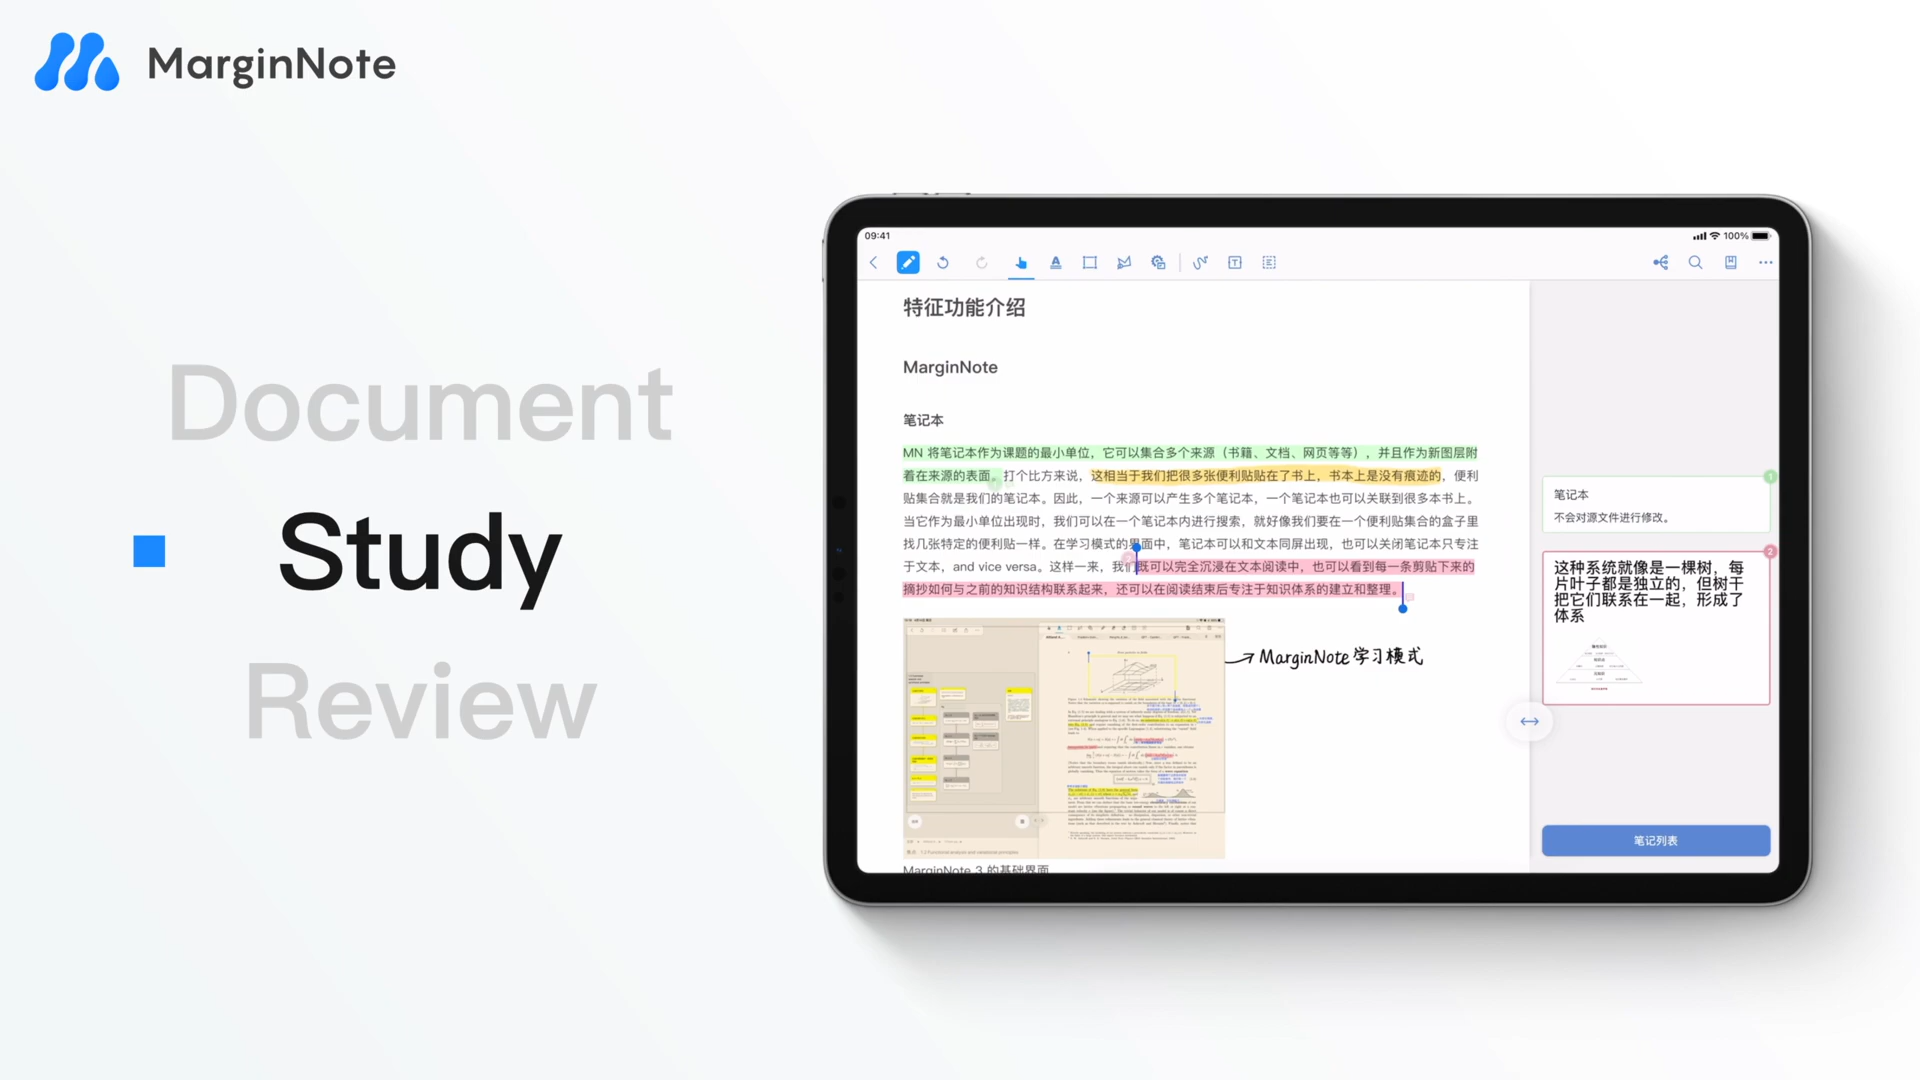 MarginNote
Document
Study
Review
09:41
100%
特征功能介绍
MarginNote
笔记本
MN 将笔记本作为课题的最小单位，它可以集合多个来源（书籍、文档、网页等等），并且作为新图层附
着在来源的表面。打个比方来说，这相当于我们把很多张便利贴贴在了书上，书本上是没有痕迹的，便利
贴集合就是我们的笔记本。因此，一个来源可以产生多个笔记本，一个笔记本也可以关联到很多本书上。
当它作为最小单位出现时，我们可以在一个笔记本内进行搜索，就好像我们要在一个便利贴集合的盒子里
找几张特定的便利贴一样。在学习模式的界面中，笔记本可以和文本同屏出现，也可以关闭笔记本只专注
于文本，and vice versa。这样一来，我们既可以完全沉浸在文本阅读中，也可以看到每一条剪贴下来的
摘抄如何与之前的知识结构联系起来，还可以在阅读结束后专注于知识体系的建立和整理。
MarginNote 学习模式
MarginNote 3 的基础界面
1
笔记本
不会对源文件进行修改。
2
这种系统就像是一棵树，每
片叶子都是独立的，但树干
把它们联系在一起，形成了
体系
笔记列表